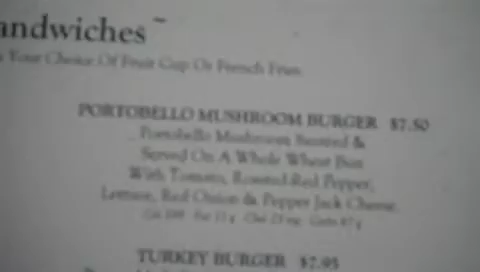 andwiches ~
Your Choice Of Fruit Cup Or French Fries
PORTOBELLO MUSHROOM BURGER $7.50
Portobello Mushroom &
Served On A Whole Wheat Bun
With Tomato, Roasted Red Pepper,
Lettuce, Red Onion & Pepper Jack Cheese
TURKEY BURGER $7.95